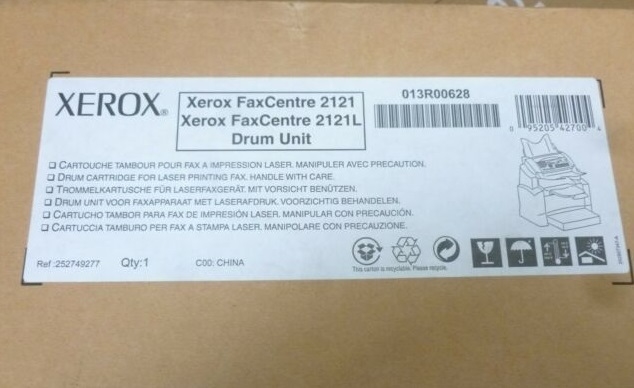 XEROX®
Xerox FaxCentre 2121
Xerox FaxCentre 2121L
Drum Unit
013R00628
0 95205 42700 4
❑ CARTOUCHE TAMBOUR POUR FAX A IMPRESSION LASER. MANIPULER AVEC PRECAUTION.
❑ DRUM CARTRIDGE FOR LASER PRINTING FAX. HANDLE WITH CARE.
❑ TROMMELKARTUSCHE FÜR LASERFAXGERÄT. MIT VORSICHT BENÜTZEN.
❑ DRUM UNIT VOOR FAXAPPARAAT MET LASERAFDRUK. VOORZICHTIG BEHANDELEN.
❑ CARTUCHO TAMBOR PARA FAX DE IMPRESIÓN LASER. MANIPULAR CON PRECAUCIÓN.
❑ CARTUCCIA TAMBURO PER FAX A STAMPA LASER. MANIPOLARE CON PRECAUZIONE.
Ref :252749277
Qty:1
C00: CHINA
This carton is recyclable. Please recycle.